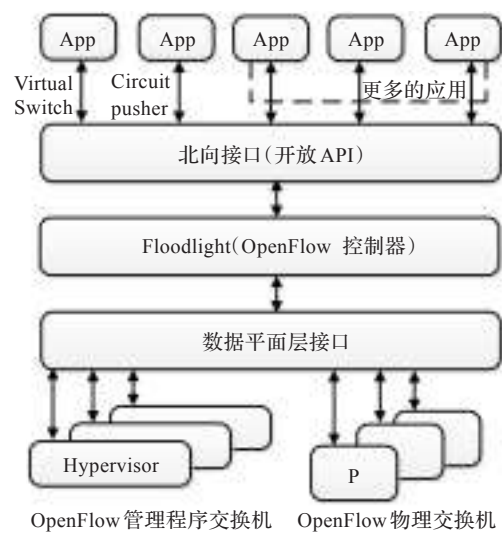 App App App App App
Virtual Switch
Circuit pusher
更多的应用
北向接口(开放API)
Floodlight(OpenFlow 控制器)
数据平面层接口
Hypervisor
P
OpenFlow管理程序交换机 OpenFlow物理交换机